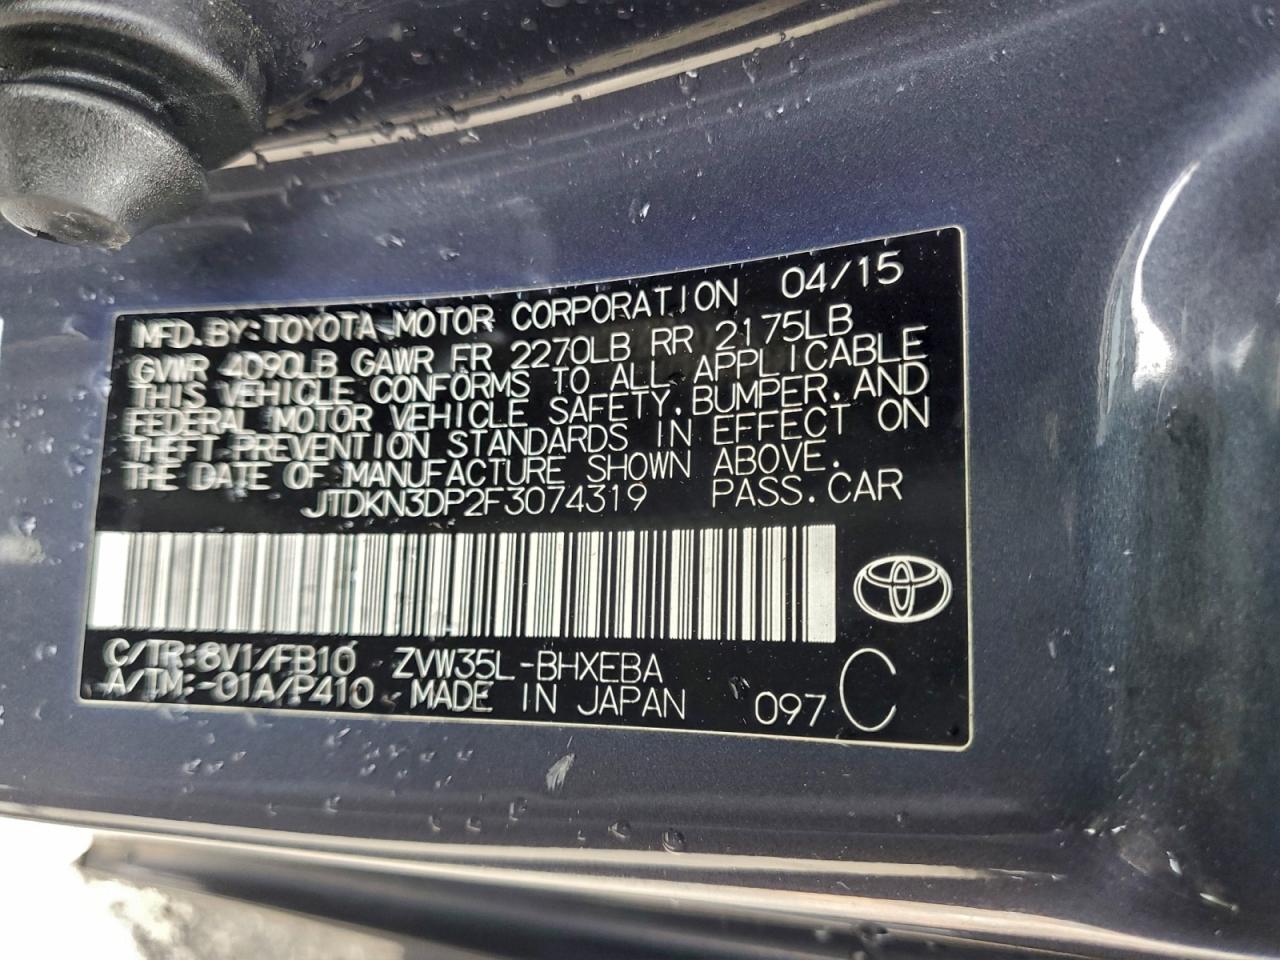 MFD. BY: TOYOTA MOTOR CORPORATION 04/15
GVWR 4090LB GAWR FR 2270LB RR 2175LB
THIS VEHICLE CONFORMS TO ALL APPLICABLE
FEDERAL MOTOR VEHICLE SAFETY, BUMPER, AND
THEFT PREVENTION STANDARDS IN EFFECT ON
THE DATE OF MANUFACTURE SHOWN ABOVE.
JTDKN3DP2F3074319 PASS. CAR
C/TR: 8V1/FB10 ZVW35L-BHXEBA
A/TM: -01A/P410 MADE IN JAPAN 097 C